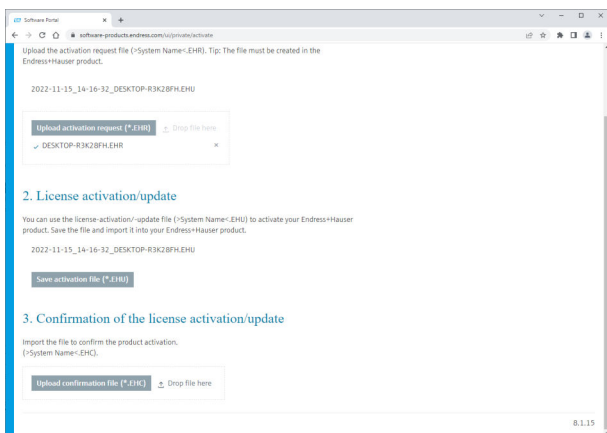 Software Portal
software-products.endress.com/ui/private/activate
Upload the activation request file (>System Name<.EHR). Tip: The file must be created in the
Endress+Hauser product.
2022-11-15_14-16-32_DESKTOP-R3K28FH.EHU
Upload activation request (*.EHR) Drop file here
DESKTOP-R3K28FH.EHR
2. License activation/update
You can use the license-activation/-update file (>System Name<.EHU) to activate your Endress+Hauser
product. Save the file and import it into your Endress+Hauser product.
2022-11-15_14-16-32_DESKTOP-R3K28FH.EHU
Save activation file (*.EHU)
3. Confirmation of the license activation/update
Import the file to confirm the product activation.
(>System Name<.EHC).
Upload confirmation file (*.EHC) Drop file here
8.1.15